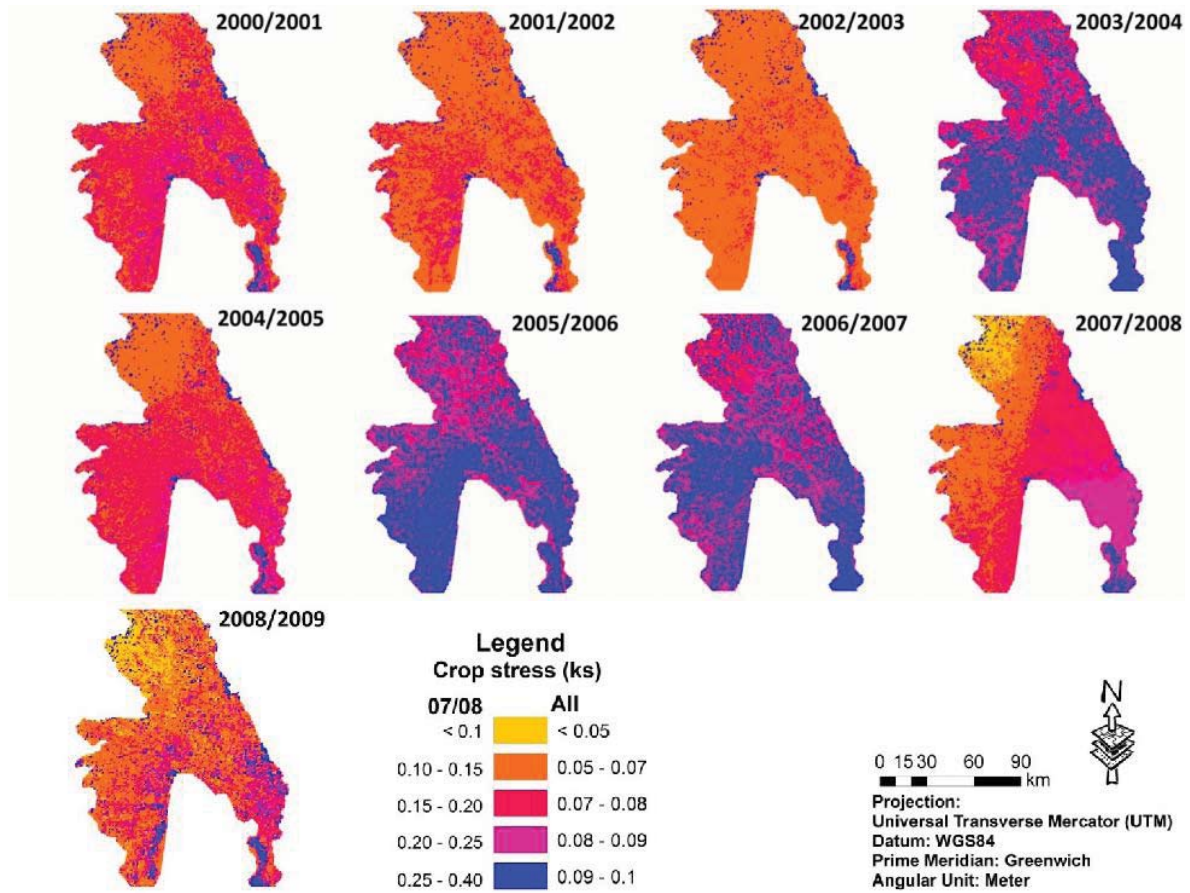 2000/2001
2001/2002
2002/2003
2003/2004
2004/2005
2005/2006
2006/2007
2007/2008
2008/2009
Legend
Crop stress (ks)
07/08 All
< 0.1 < 0.05
0.10 - 0.15 0.05 - 0.07
0.15 - 0.20 0.07 - 0.08
0.20 - 0.25 0.08 - 0.09
0.25 - 0.40 0.09 - 0.1
N
0 15 30 60 90
km
Projection:
Universal Transverse Mercator (UTM)
Datum: WGS84
Prime Meridian: Greenwich
Angular Unit: Meter